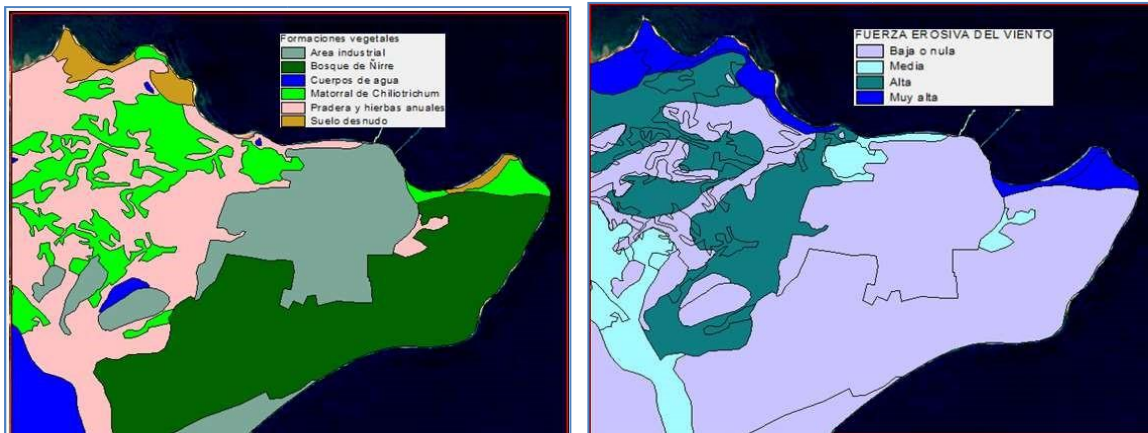 Formaciones vegetales
Area industrial
Bosque de Ñirre
Cuerpos de agua
Matorral de Chiliotrichum
Pradera y hierbas anuales
Suelo desnudo
FUERZA EROSIVA DEL VIENTO
Baja o nula
Media
Alta
Muy alta